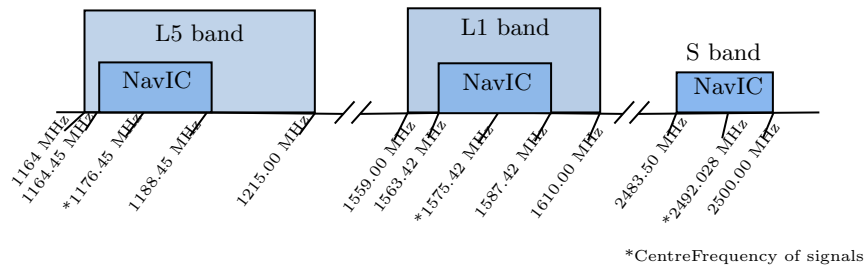 L5 band
L1 band
S band
NavIC
NavIC
NavIC
1164 MHz
1164.45 MHz
*1176.45 MHz
1188.45 MHz
1215.00 MHz
1559.00 MHz
1563.42 MHz
*1575.42 MHz
1587.42 MHz
1610.00 MHz
2483.50 MHz
*2492.028 MHz
2500.00 MHz
*CentreFrequency of signals